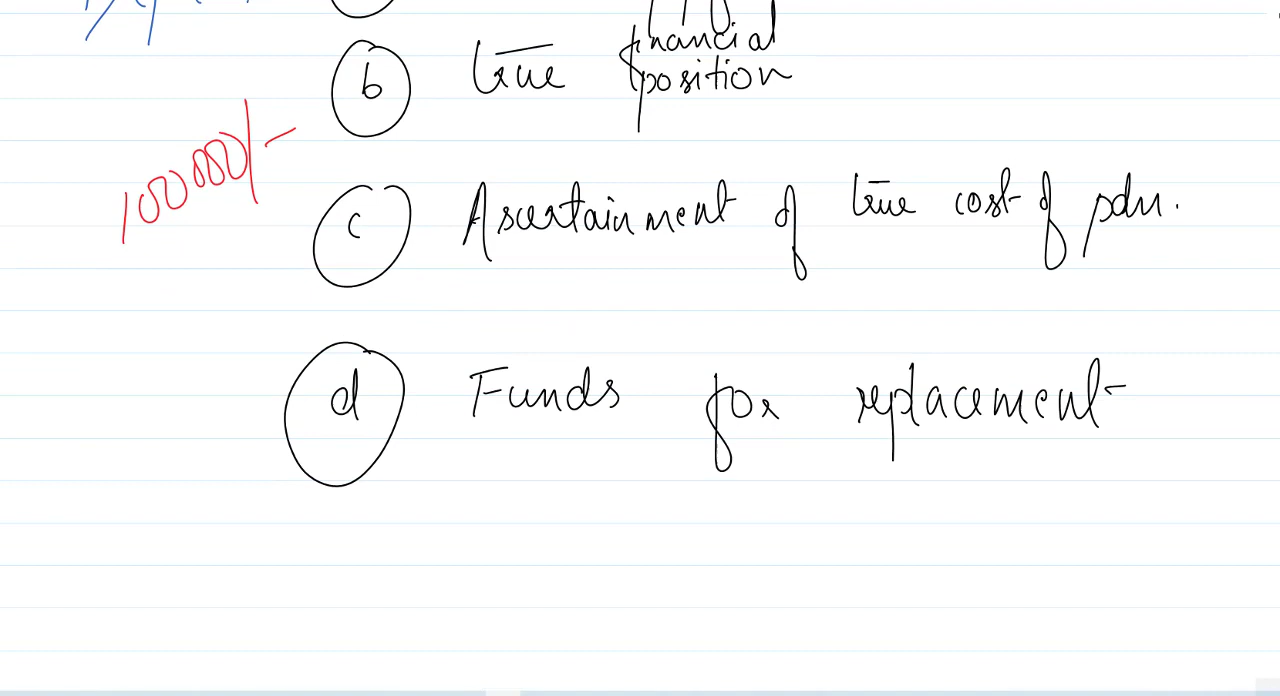 b true financial
position
100000/-
c Ascertainment of true cost of pdn.
d Funds for replacement